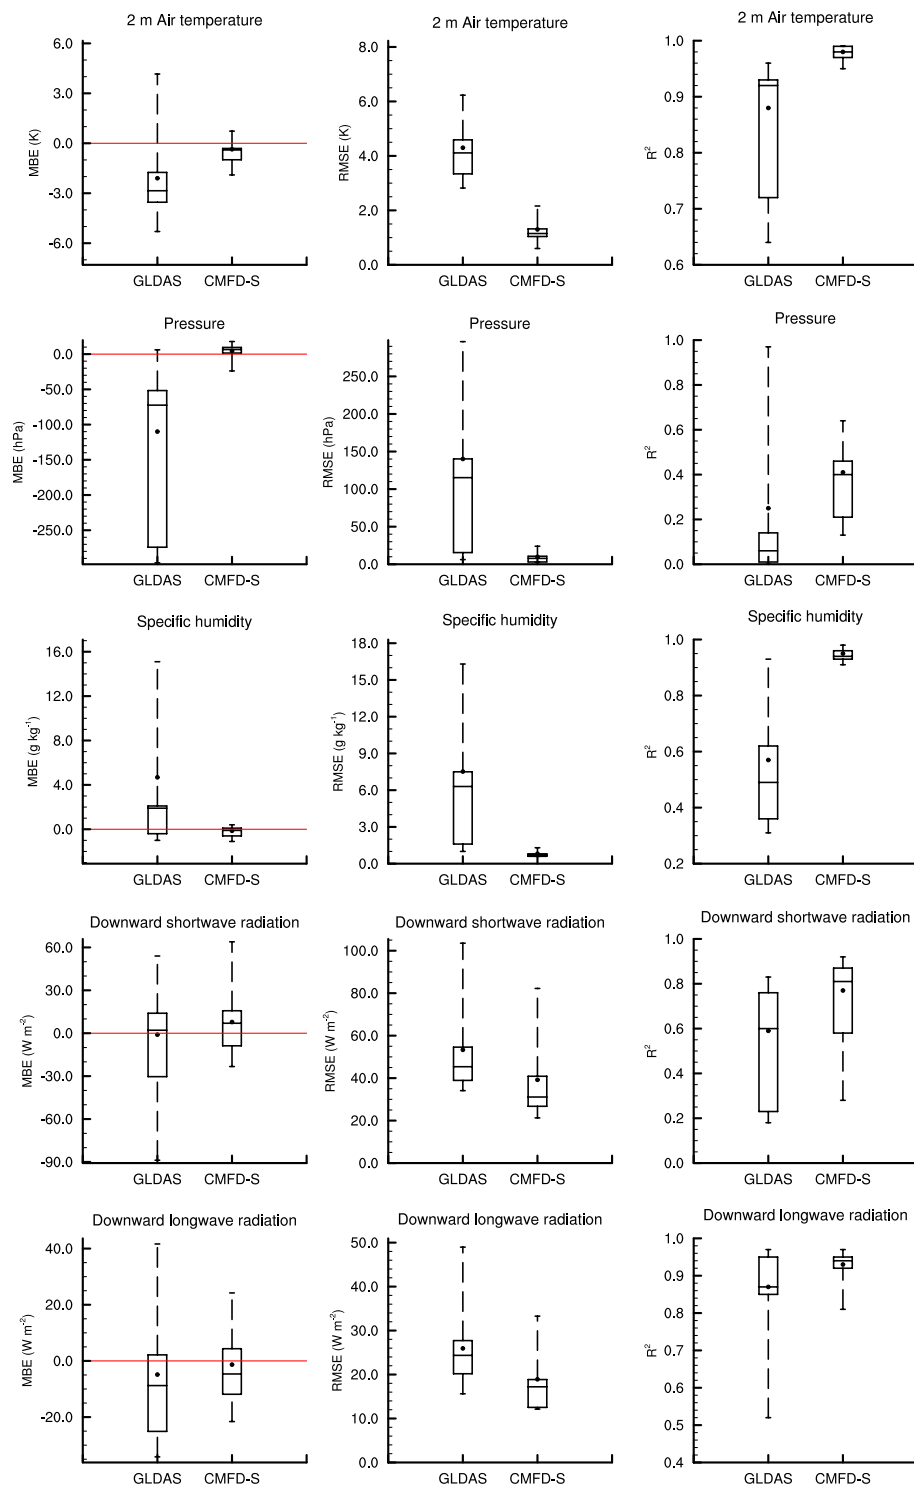 2 m Air temperature
MBE (K)
6.0
3.0
0.0
-3.0
-6.0
GLDAS CMFD-S
2 m Air temperature
RMSE (K)
8.0
6.0
4.0
2.0
0.0
GLDAS CMFD-S
2 m Air temperature
R²
1.0
0.9
0.8
0.7
0.6
GLDAS CMFD-S
Pressure
MBE (hPa)
0.0
-50.0
-100.0
-150.0
-200.0
-250.0
GLDAS CMFD-S
Pressure
RMSE (hPa)
250.0
200.0
150.0
100.0
50.0
0.0
GLDAS CMFD-S
Pressure
R²
1.0
0.8
0.6
0.4
0.2
0.0
GLDAS CMFD-S
Specific humidity
MBE (g kg⁻¹)
16.0
12.0
8.0
4.0
0.0
GLDAS CMFD-S
Specific humidity
RMSE (g kg⁻¹)
18.0
15.0
12.0
9.0
6.0
3.0
0.0
GLDAS CMFD-S
Specific humidity
R²
1.0
0.8
0.6
0.4
0.2
GLDAS CMFD-S
Downward shortwave radiation
MBE (W m⁻²)
60.0
30.0
0.0
-30.0
-60.0
-90.0
GLDAS CMFD-S
Downward shortwave radiation
RMSE (W m⁻²)
100.0
80.0
60.0
40.0
20.0
0.0
GLDAS CMFD-S
Downward shortwave radiation
R²
1.0
0.8
0.6
0.4
0.2
0.0
GLDAS CMFD-S
Downward longwave radiation
MBE (W m⁻²)
40.0
20.0
0.0
-20.0
GLDAS CMFD-S
Downward longwave radiation
RMSE (W m⁻²)
50.0
40.0
30.0
20.0
10.0
0.0
GLDAS CMFD-S
Downward longwave radiation
R²
1.0
0.9
0.8
0.7
0.6
0.5
0.4
GLDAS CMFD-S